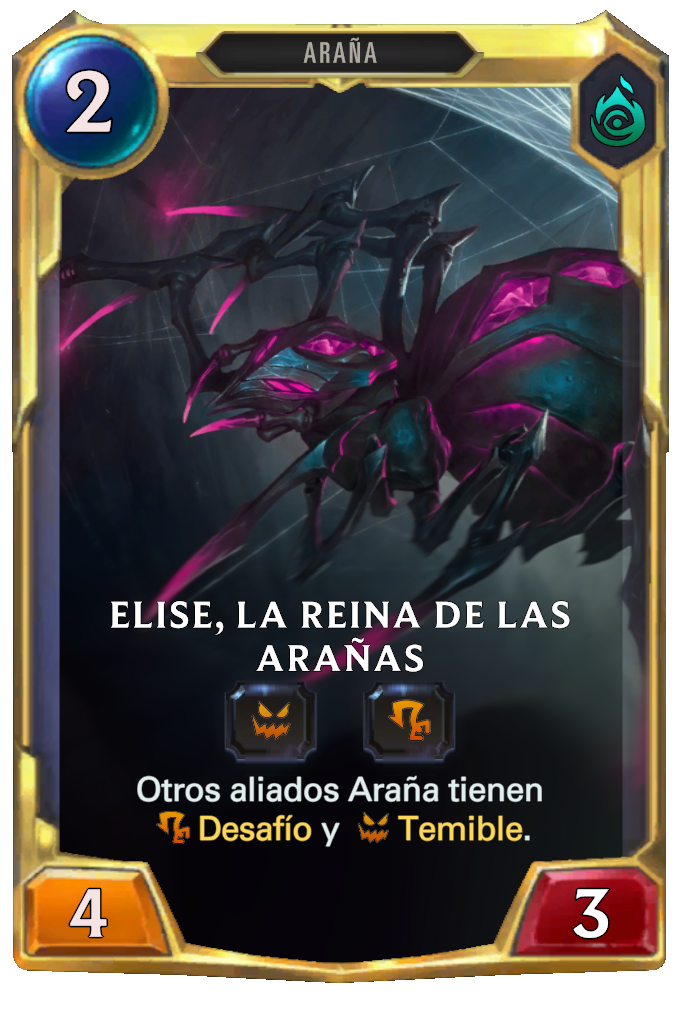 ARAÑA
2
ELISE, LA REINA DE LAS
ARAÑAS
Otros aliados Araña tienen
Desafío y Temible.
4
3